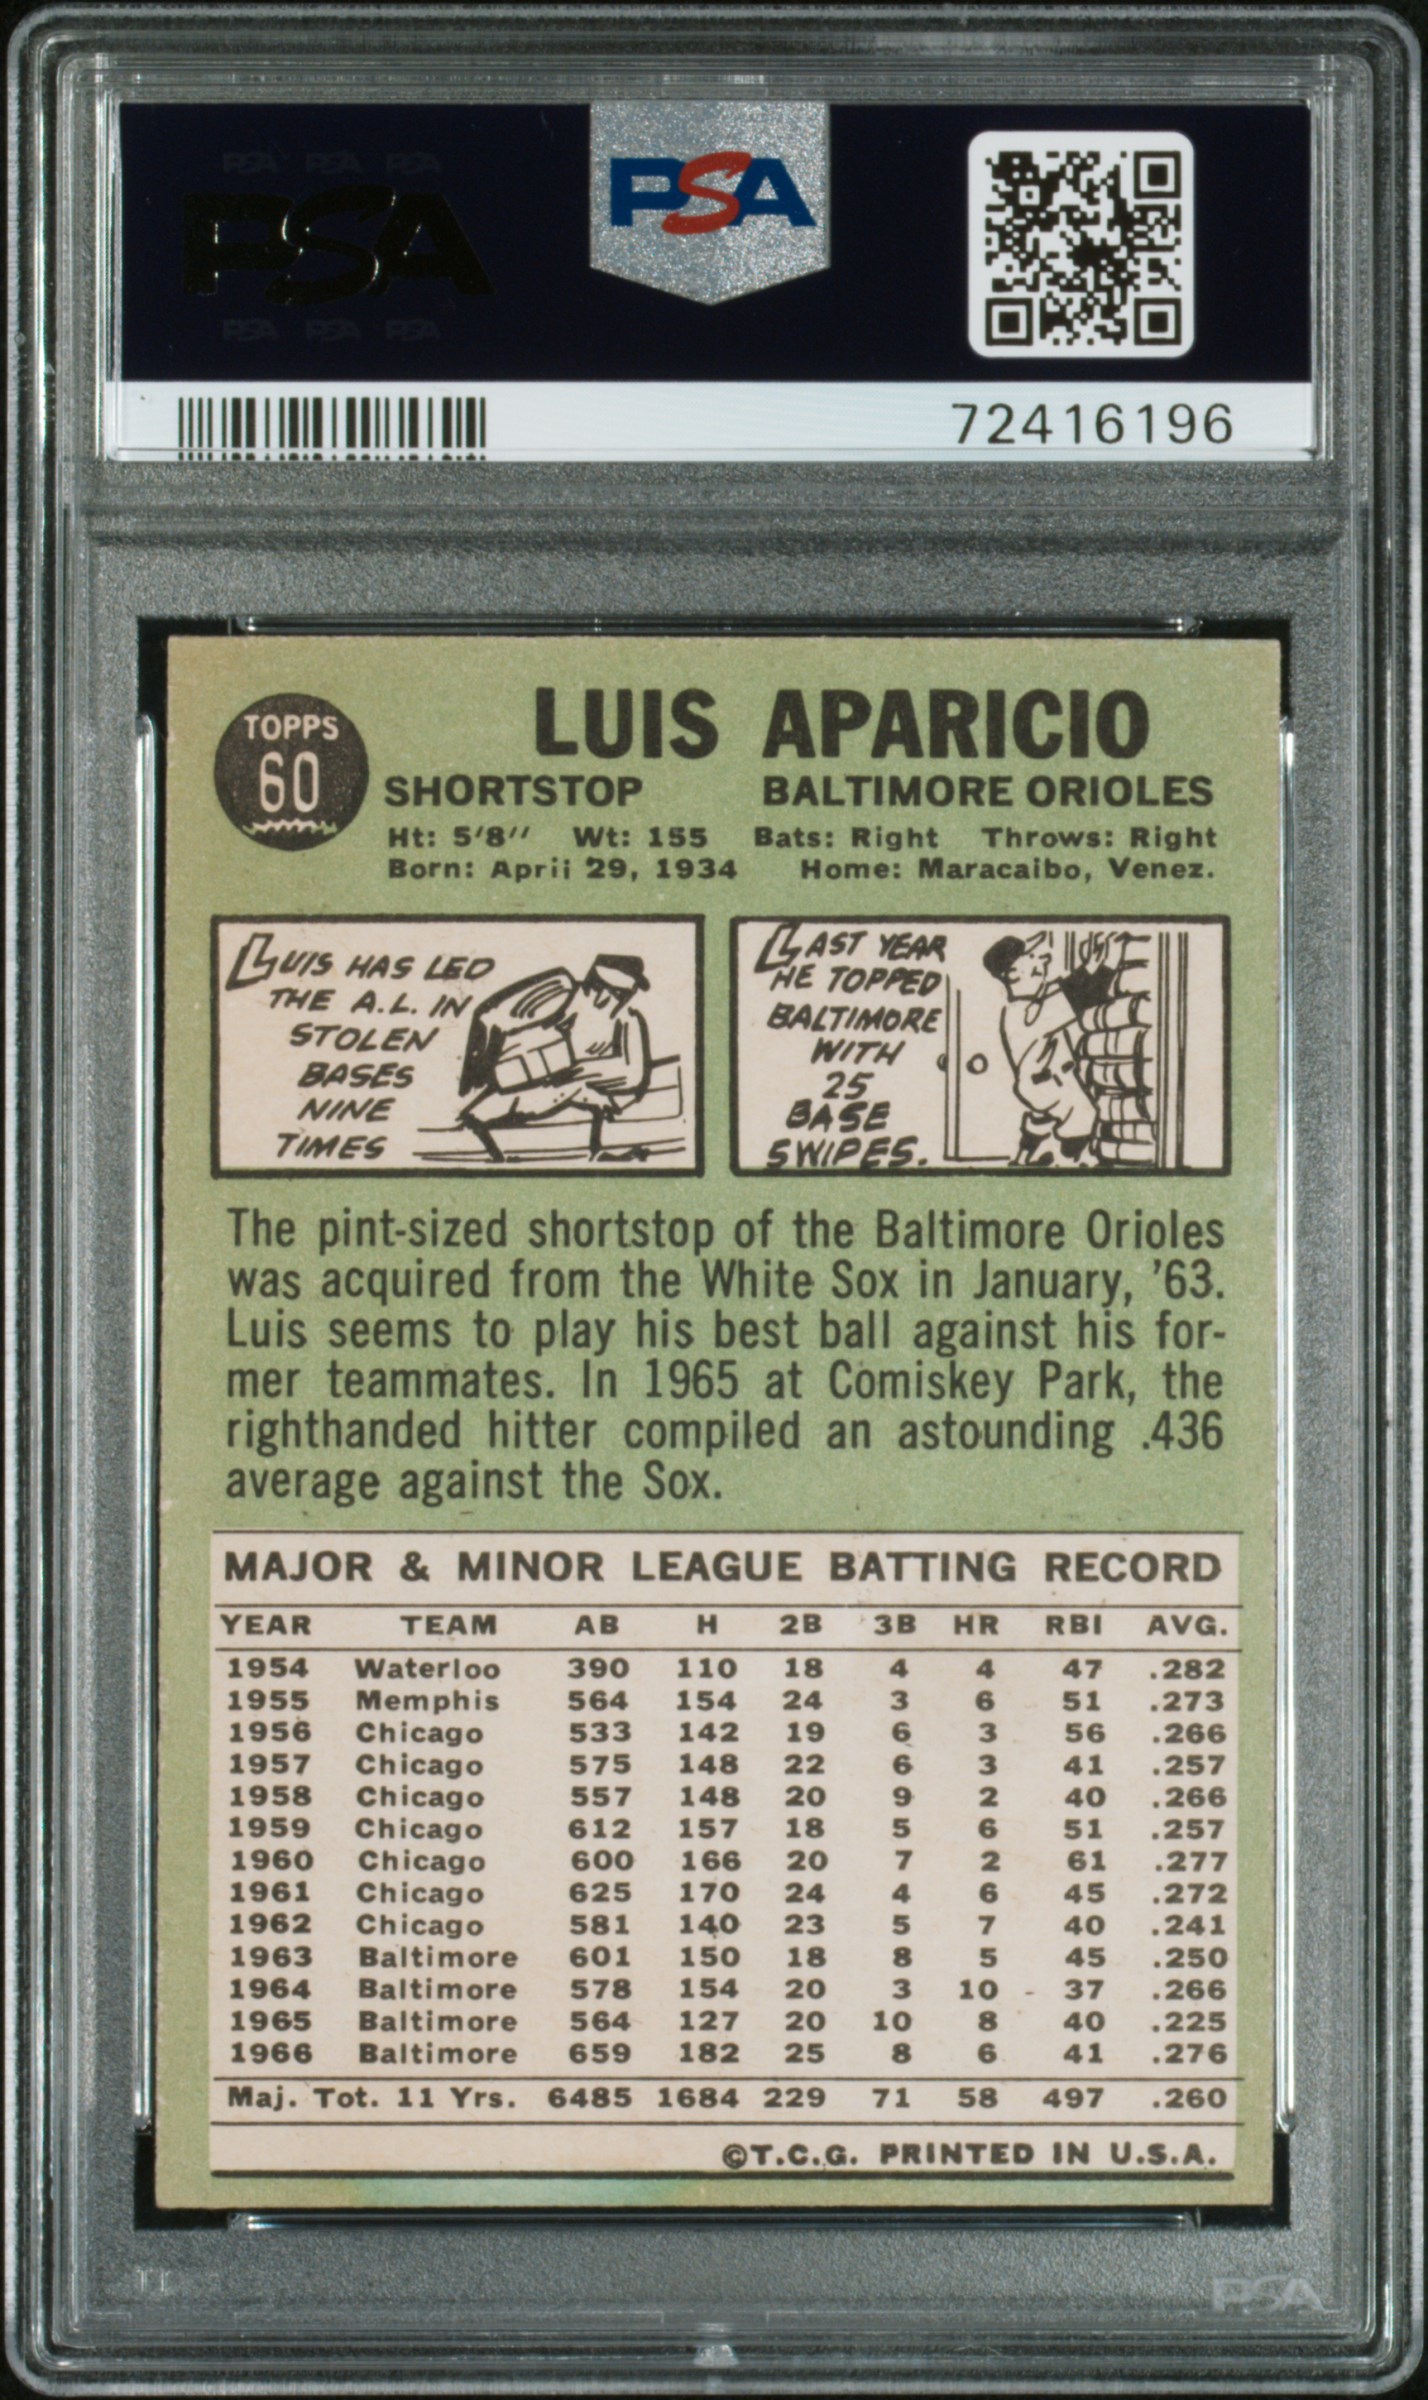 PSA PSA PSA
PSA
PSA PSA PSA
PSA
72416196
TOPPS
60
LUIS APARICIO
SHORTSTOP BALTIMORE ORIOLES
Ht: 5'8" Wt: 155 Bats: Right Throws: Right
Born: April 29, 1934 Home: Maracaibo, Venez.
LUIS HAS LED
THE A.L. IN
STOLEN
BASES
NINE
TIMES
LAST YEAR
HE TOPPED
BALTIMORE
WITH
25
BASE
SWIPES.
The pint-sized shortstop of the Baltimore Orioles
was acquired from the White Sox in January, '63.
Luis seems to play his best ball against his for-
mer teammates. In 1965 at Comiskey Park, the
righthanded hitter compiled an astounding .436
average against the Sox.
MAJOR & MINOR LEAGUE BATTING RECORD
YEAR TEAM AB H 2B 3B HR RBI AVG.
1954 Waterloo 390 110 18 4 4 47 .282
1955 Memphis 564 154 24 3 6 51 .273
1956 Chicago 533 142 19 6 3 56 .266
1957 Chicago 575 148 22 6 3 41 .257
1958 Chicago 557 148 20 9 2 40 .266
1959 Chicago 612 157 18 5 6 51 .257
1960 Chicago 600 166 20 7 2 61 .277
1961 Chicago 625 170 24 4 6 45 .272
1962 Chicago 581 140 23 5 7 40 .241
1963 Baltimore 601 150 18 8 5 45 .250
1964 Baltimore 578 154 20 3 10 37 .266
1965 Baltimore 564 127 20 10 8 40 .225
1966 Baltimore 659 182 25 8 6 41 .276
Maj. Tot. 11 Yrs. 6485 1684 229 71 58 497 .260
©T.C.G. PRINTED IN U.S.A.
PSA